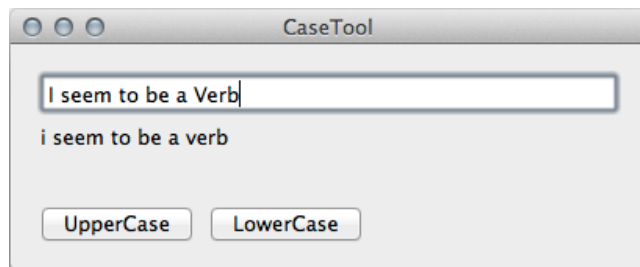 CaseTool
I seem to be a Verb
i seem to be a verb
UpperCase LowerCase